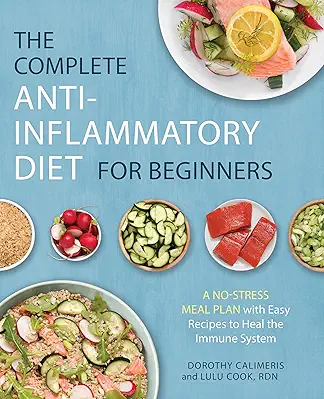 THE
COMPLETE
ANTI-
INFLAMMATORY
DIET FOR BEGINNERS
A NO-STRESS
MEAL PLAN with Easy
Recipes to Heal the
Immune System
DOROTHY CALIMERIS
and LULU COOK, RDN